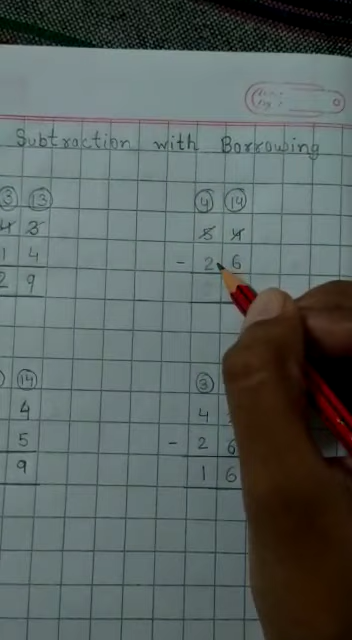 Subtraction with Borrowing
3 13 4 14
4 3 5 4
1 4 - 2 6
2 9
14 3
4 4
5 - 2 6
9 1 6